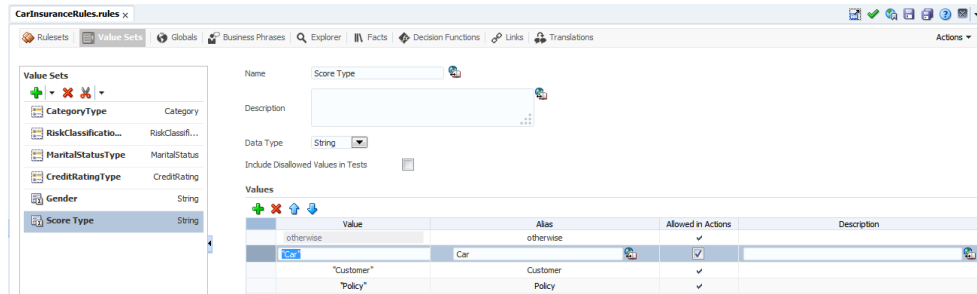 CarInsuranceRules.rules ×
Rulesets Value Sets Globals Business Phrases Explorer Facts Decision Functions Links Translations Actions
Value Sets
CategoryType Category
RiskClassificatio... RiskClassifi...
MaritalStatusType MaritalStatus
CreditRatingType CreditRating
Gender String
Score Type String
Name Score Type
Description
Data Type String
Include Disallowed Values in Tests
Values
Value Alias Allowed in Actions Description
otherwise otherwise
"Car" Car
"Customer" Customer
"Policy" Policy